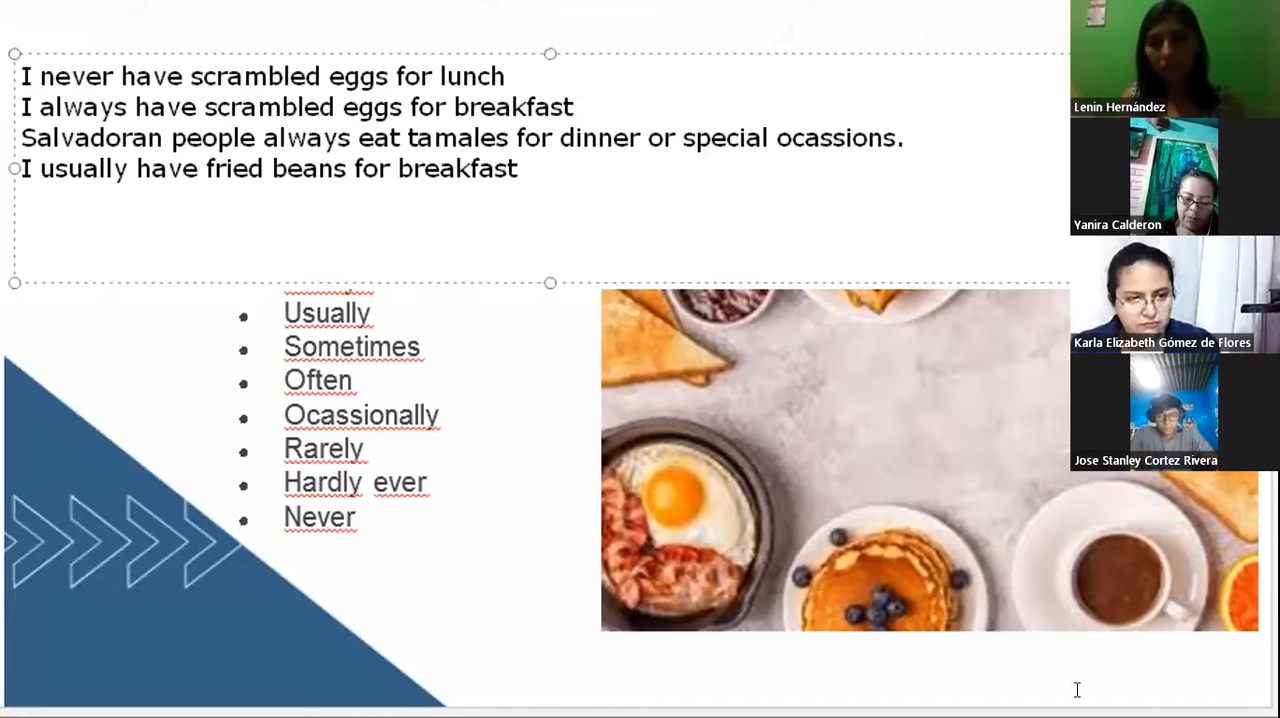 I never have scrambled eggs for lunch
I always have scrambled eggs for breakfast
Salvadoran people always eat tamales for dinner or special ocassions.
I usually have fried beans for breakfast
Usually
Sometimes
Often
Ocassionally
Rarely
Hardly ever
Never
Lenin Hernández
Yanira Calderon
Karla Elizabeth Gómez de Flores
Jose Stanley Cortez Rivera